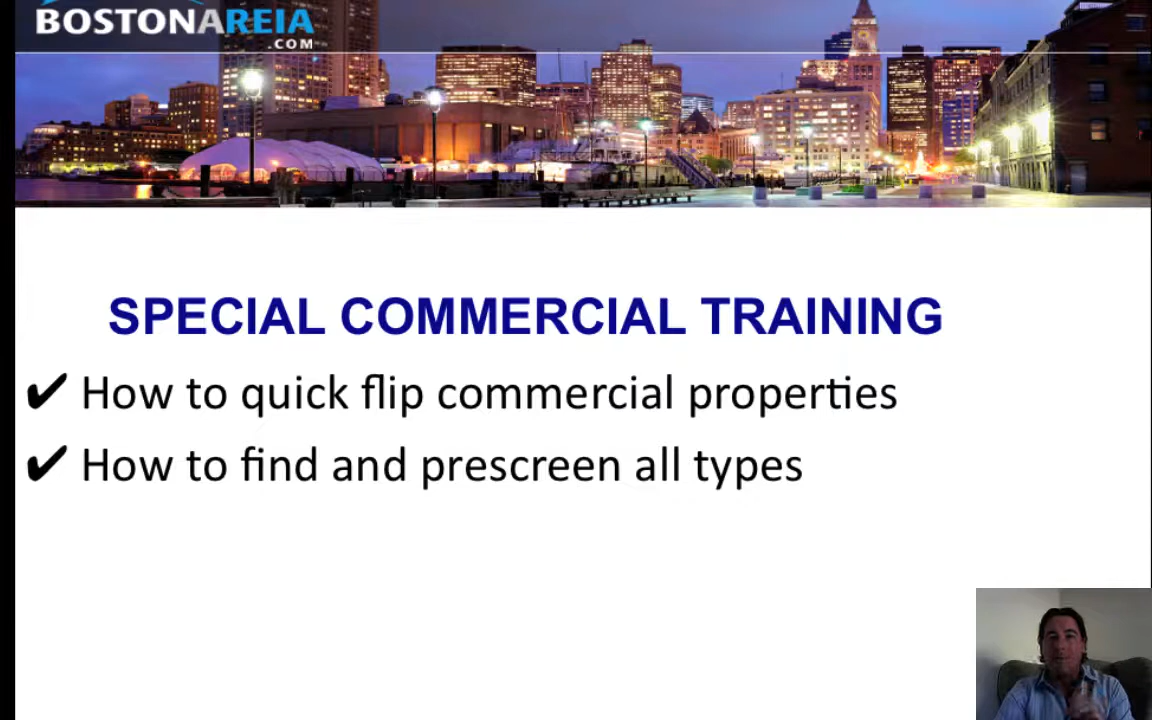 BOSTONAREIA
.COM
SPECIAL COMMERCIAL TRAINING
✔ How to quick flip commercial properties
✔ How to find and prescreen all types